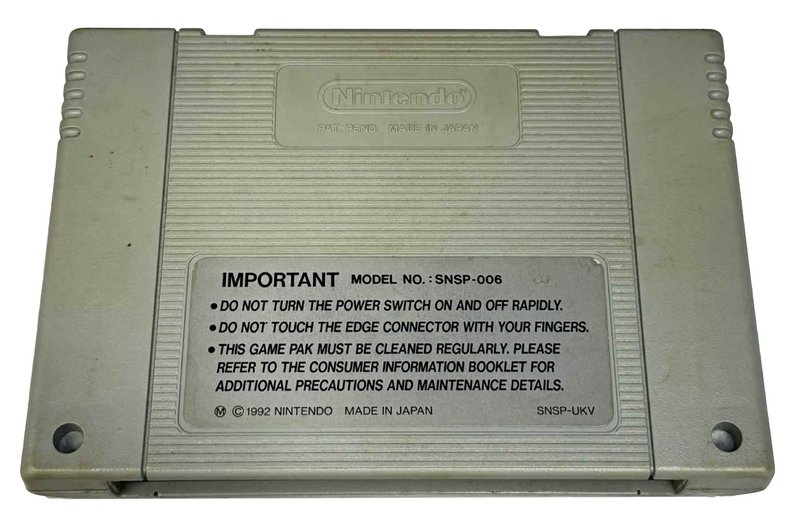 Nintendo®
PAT. PEND. MADE IN JAPAN
IMPORTANT MODEL NO.: SNSP-006
• DO NOT TURN THE POWER SWITCH ON AND OFF RAPIDLY.
• DO NOT TOUCH THE EDGE CONNECTOR WITH YOUR FINGERS.
• THIS GAME PAK MUST BE CLEANED REGULARLY. PLEASE
REFER TO THE CONSUMER INFORMATION BOOKLET FOR
ADDITIONAL PRECAUTIONS AND MAINTENANCE DETAILS.
Ⓜ © 1992 NINTENDO MADE IN JAPAN SNSP-UKV